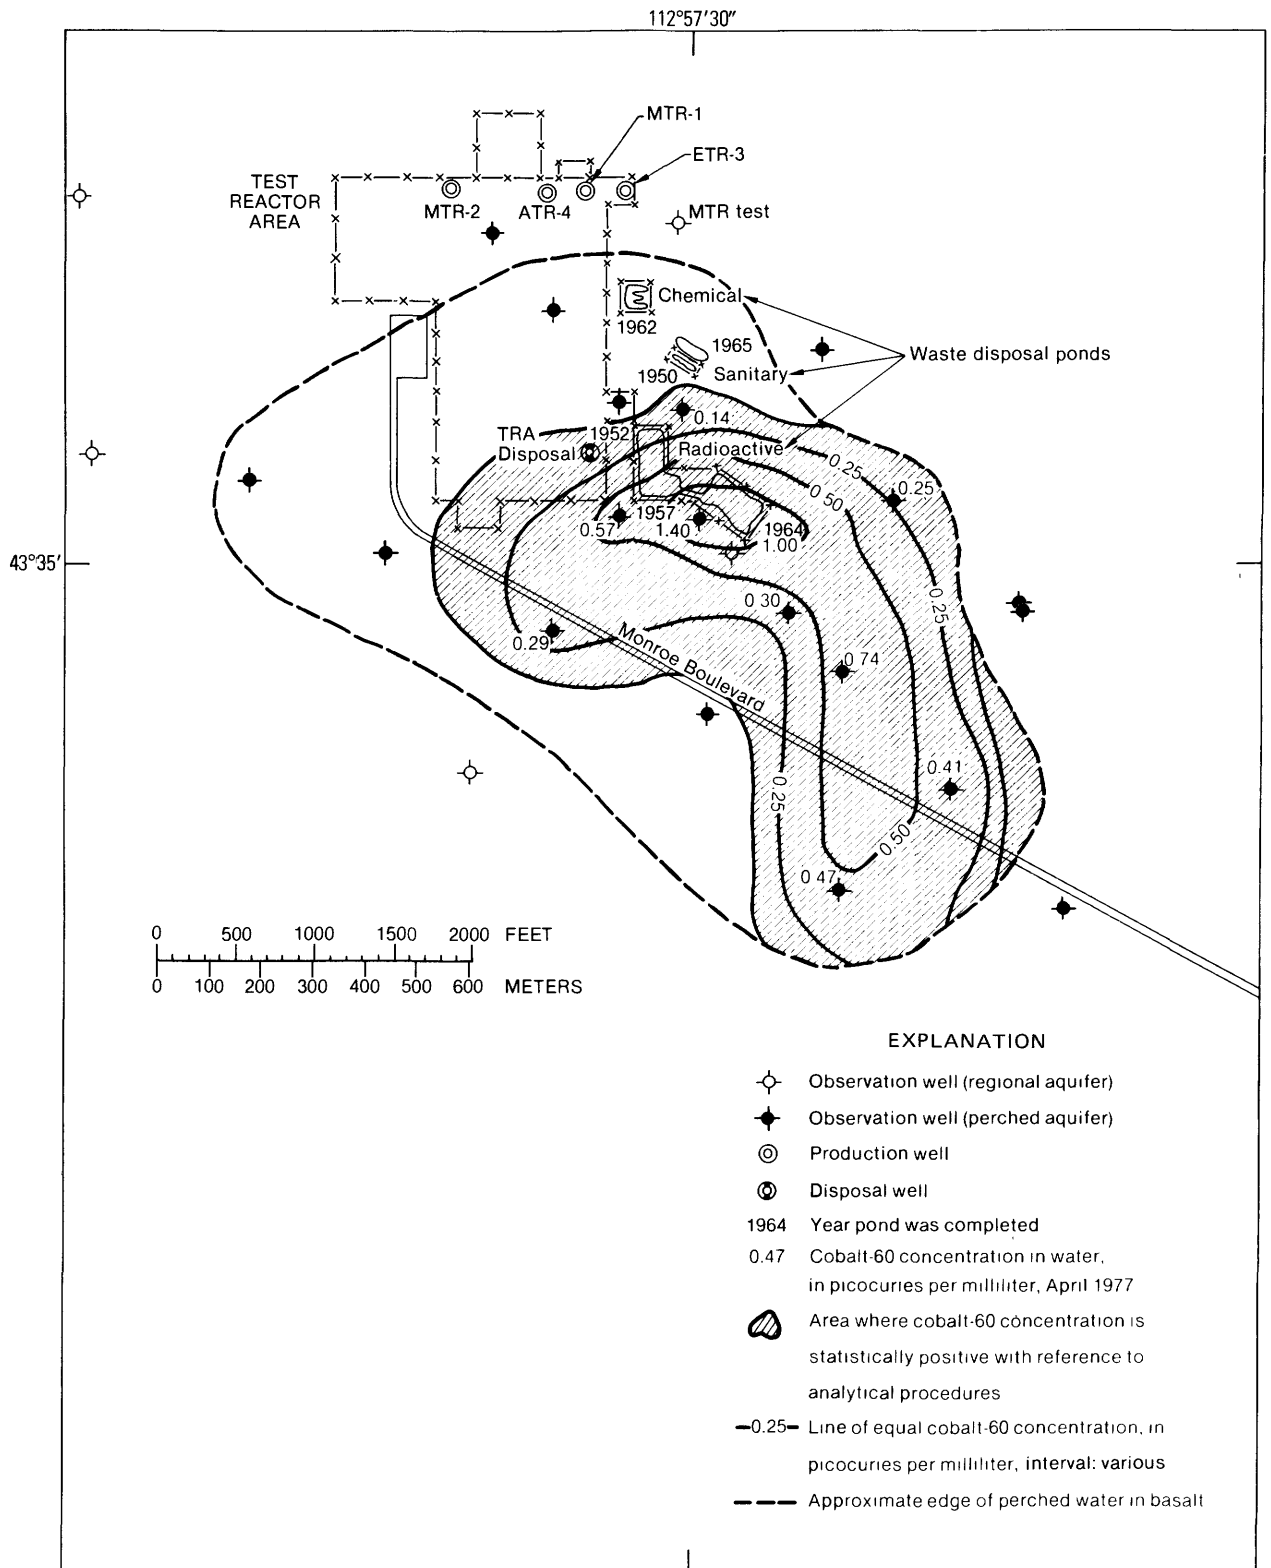 112°57'30"
MTR-1
ETR-3
TEST
REACTOR
AREA
MTR-2
ATR-4
MTR test
Chemical
1962
1965
Waste disposal ponds
1950
Sanitary
0.14
TRA
Disposal
1952
Radioactive
0.25
0.50
0.25
0.57
1957
1.40
1964
1.00
43°35'
0.30
0.25
0.29
Monroe Boulevard
0.74
0.41
0.25
0.50
0.47
0 500 1000 1500 2000 FEET
0 100 200 300 400 500 600 METERS
EXPLANATION
Observation well (regional aquifer)
Observation well (perched aquifer)
Production well
Disposal well
1964 Year pond was completed
0.47 Cobalt-60 concentration in water,
in picocuries per milliliter, April 1977
Area where cobalt-60 concentration is
statistically positive with reference to
analytical procedures
0.25 Line of equal cobalt-60 concentration, in
picocuries per milliliter, interval: various
Approximate edge of perched water in basalt